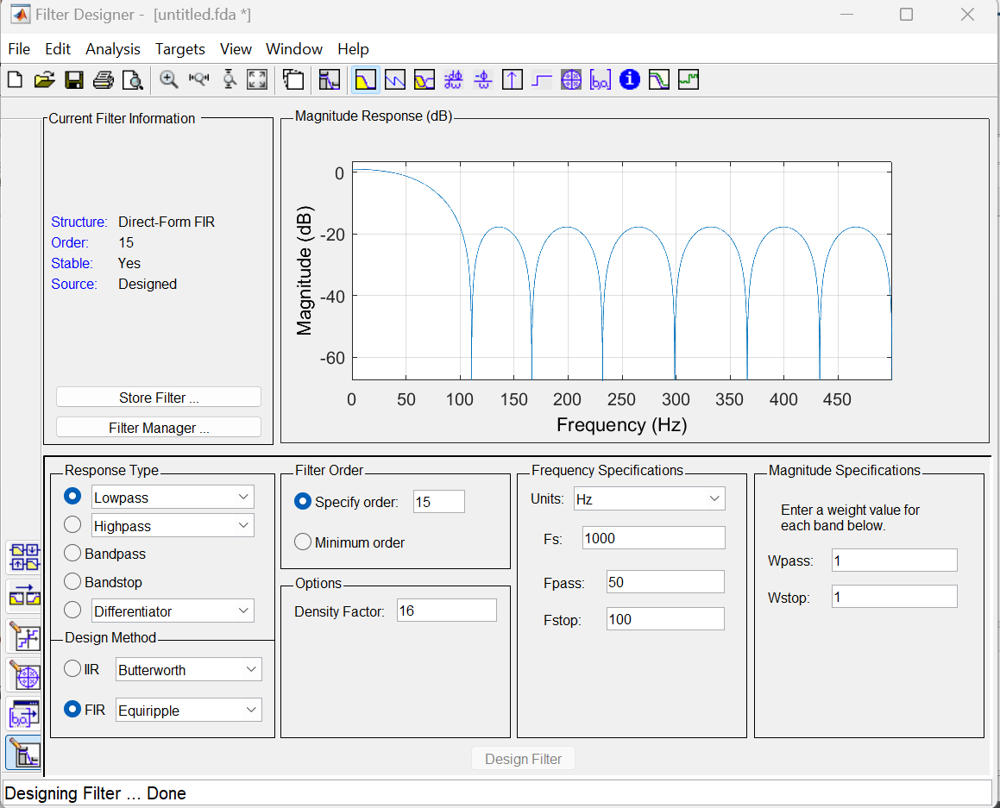 Filter Designer - [untitled.fda *]
File Edit Analysis Targets View Window Help
Current Filter Information
Structure: Direct-Form FIR
Order: 15
Stable: Yes
Source: Designed
Store Filter ...
Filter Manager ...
Magnitude Response (dB)
Magnitude (dB)
0
-20
-40
-60
0 50 100 150 200 250 300 350 400 450
Frequency (Hz)
Response Type
Lowpass
Highpass
Bandpass
Bandstop
Differentiator
Design Method
IIR Butterworth
FIR Equiripple
Filter Order
Specify order: 15
Minimum order
Options
Density Factor: 16
Frequency Specifications
Units: Hz
Fs: 1000
Fpass: 50
Fstop: 100
Magnitude Specifications
Enter a weight value for
each band below.
Wpass: 1
Wstop: 1
Design Filter
Designing Filter ... Done